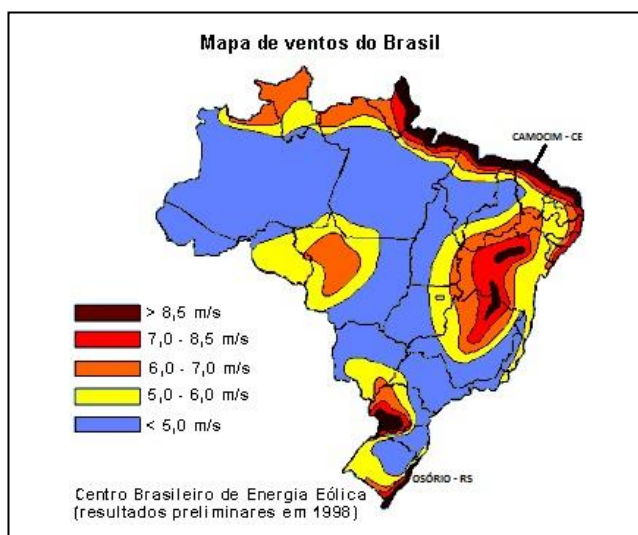 Mapa de ventos do Brasil
CAMOCIM - CE
> 8,5 m/s
7,0 - 8,5 m/s
6,0 - 7,0 m/s
5,0 - 6,0 m/s
< 5,0 m/s
OSÓRIO - RS
Centro Brasileiro de Energia Eólica
(resultados preliminares em 1998)